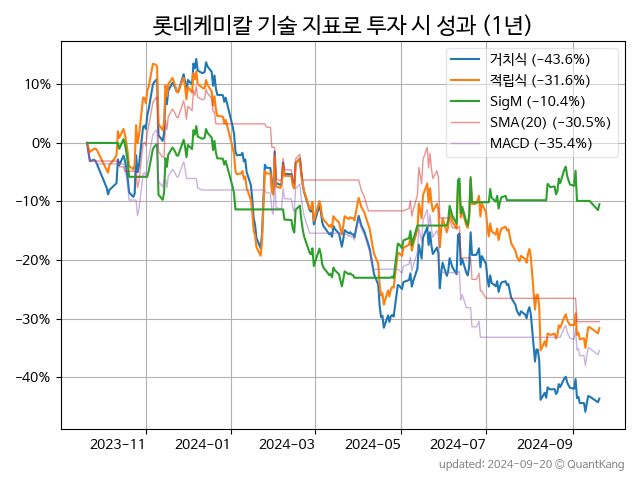 롯데케미칼 기술 지표로 투자 시 성과 (1년)
거치식 (−43.6%)
적립식 (−31.6%)
SigM (−10.4%)
SMA(20) (−30.5%)
MACD (−35.4%)
10%
0%
−10%
−20%
−30%
−40%
2023-11 2024-01 2024-03 2024-05 2024-07 2024-09
updated: 2024-09-20 © QuantKang